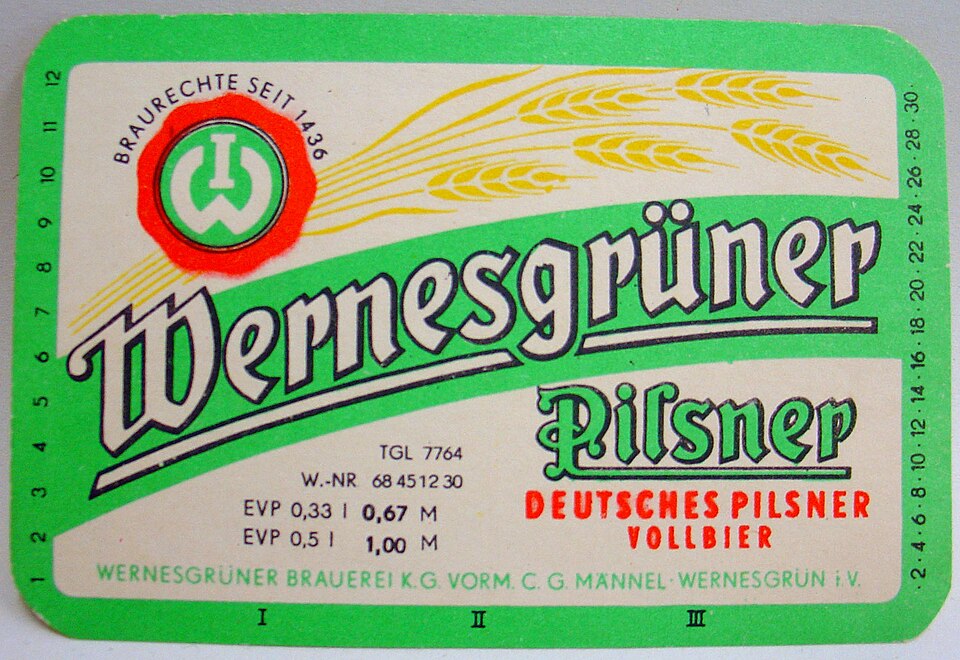 BRAURECHTE SEIT 1436
W
Wernesgrüner
Pilsner
DEUTSCHES PILSNER
VOLLBIER
TGL 7764
W.-NR 68 45 12 30
EVP 0,33 l 0,67 M
EVP 0,5 l 1,00 M
WERNESGRÜNER BRAUEREI K.G. VORM. C. G. MÄNNEL · WERNESGRÜN i.V.
12
11
10
9
8
7
6
5
4
3
2
1
I II III
· 2 · 4 · 6 · 8 · 10 · 12 · 14 · 16 · 18 · 20 · 22 · 24 · 26 · 28 · 30 ·